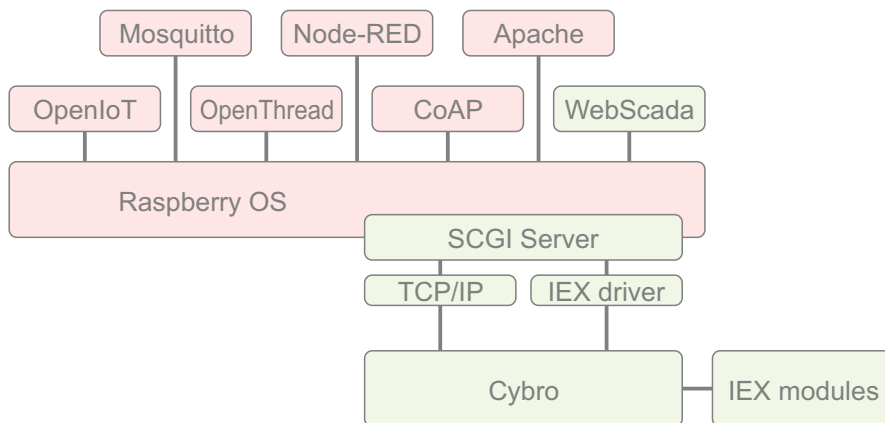 Mosquitto
Node-RED
Apache
OpenIoT
OpenThread
CoAP
WebScada
Raspberry OS
SCGI Server
TCP/IP
IEX driver
Cybro
IEX modules